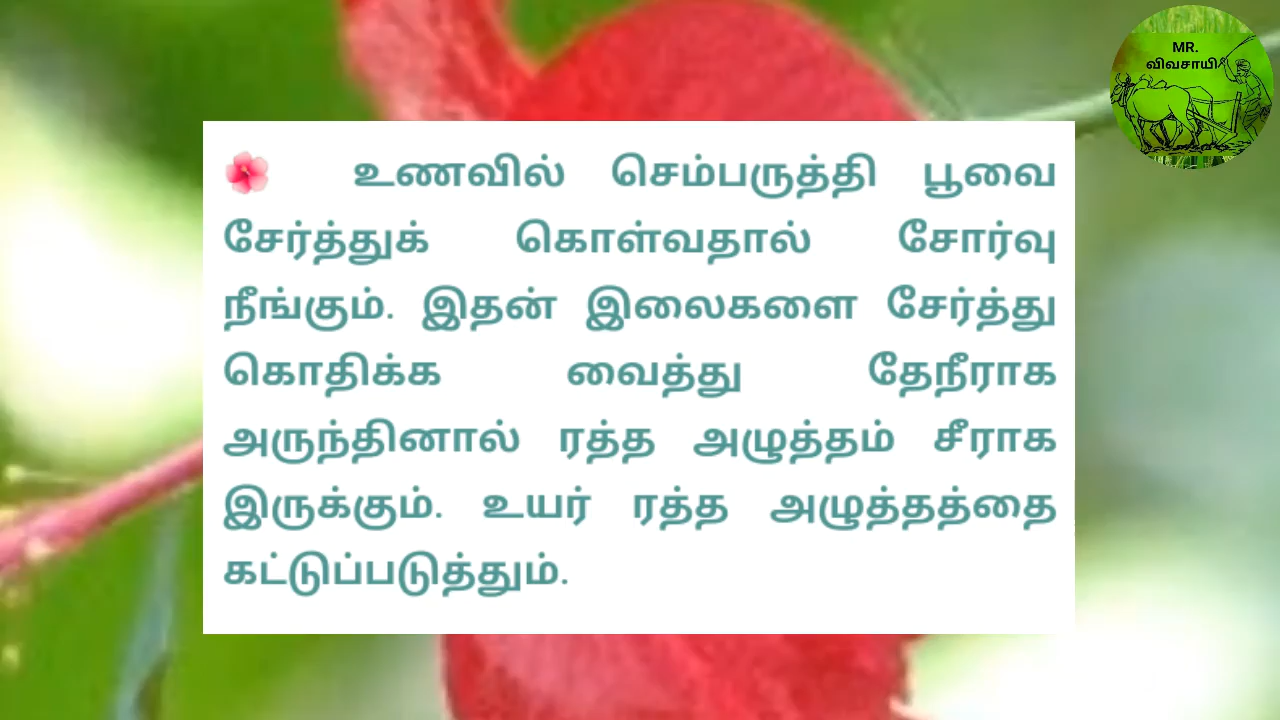 MR.
விவசாயி
🌺 உணவில் செம்பருத்தி பூவை
சேர்த்துக் கொள்வதால் சோர்வு
நீங்கும். இதன் இலைகளை சேர்த்து
கொதிக்க வைத்து தேநீராக
அருந்தினால் ரத்த அழுத்தம் சீராக
இருக்கும். உயர் ரத்த அழுத்தத்தை
கட்டுப்படுத்தும்.